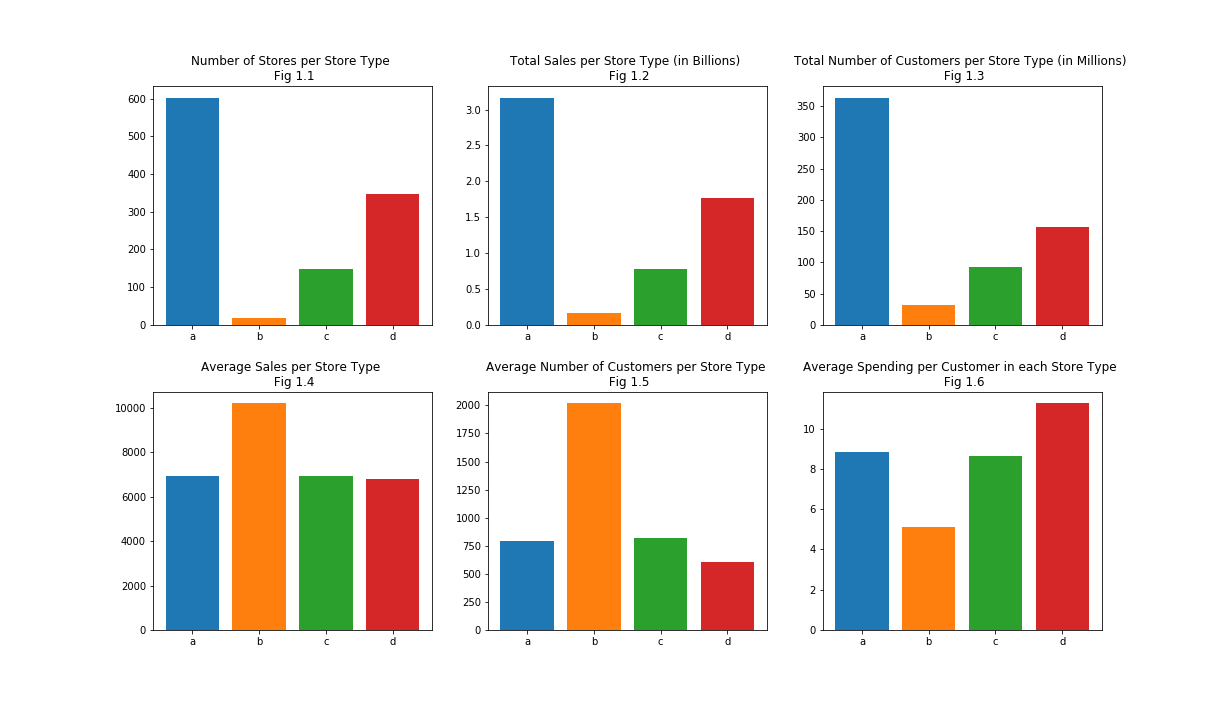 Number of Stores per Store Type
Fig 1.1
600
500
400
300
200
100
0
a b c d
Total Sales per Store Type (in Billions)
Fig 1.2
3.0
2.5
2.0
1.5
1.0
0.5
0.0
a b c d
Total Number of Customers per Store Type (in Millions)
Fig 1.3
350
300
250
200
150
100
50
0
a b c d
Average Sales per Store Type
Fig 1.4
10000
8000
6000
4000
2000
0
a b c d
Average Number of Customers per Store Type
Fig 1.5
2000
1750
1500
1250
1000
750
500
250
0
a b c d
Average Spending per Customer in each Store Type
Fig 1.6
10
8
6
4
2
0
a b c d